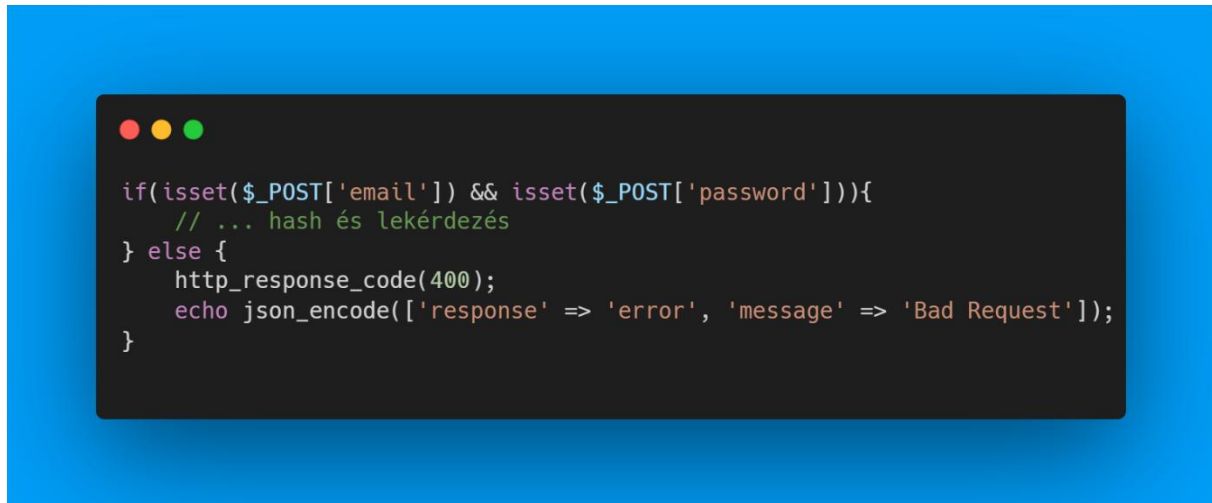 if(isset($_POST['email']) && isset($_POST['password'])){
    // ... hash és lekérdezés
} else {
    http_response_code(400);
    echo json_encode(['response' => 'error', 'message' => 'Bad Request']);
}